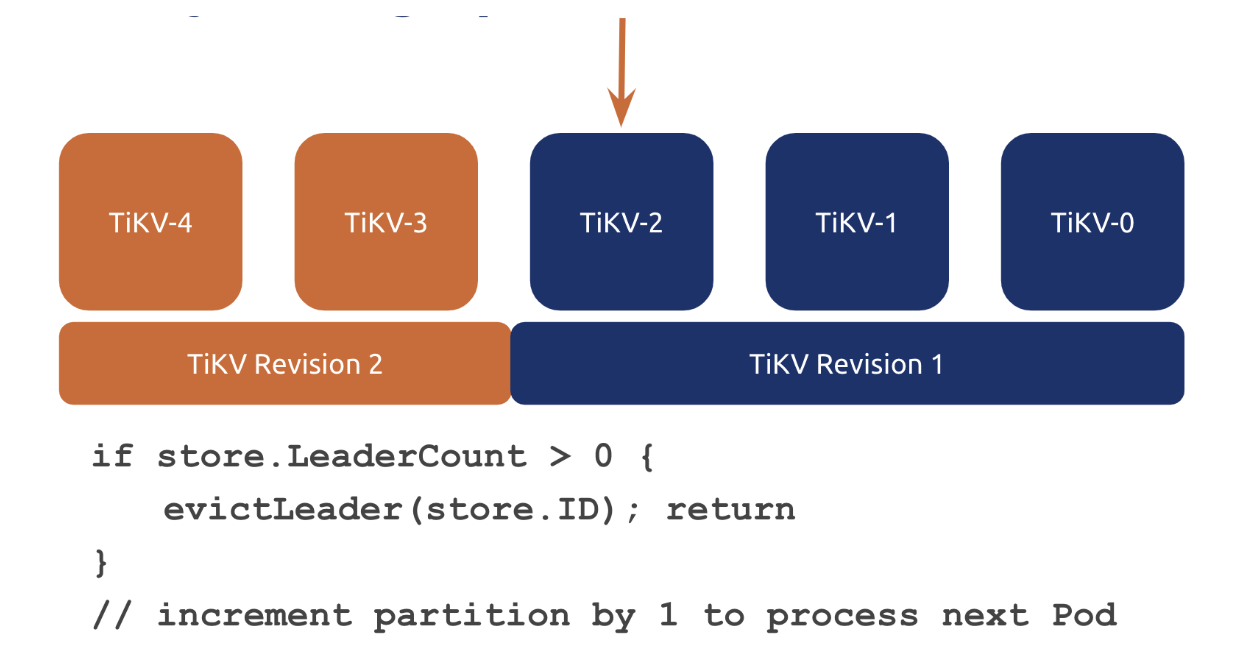 TiKV-4 TiKV-3 TiKV-2 TiKV-1 TiKV-0
TiKV Revision 2 TiKV Revision 1
if store.LeaderCount > 0 {
evictLeader(store.ID); return
}
// increment partition by 1 to process next Pod